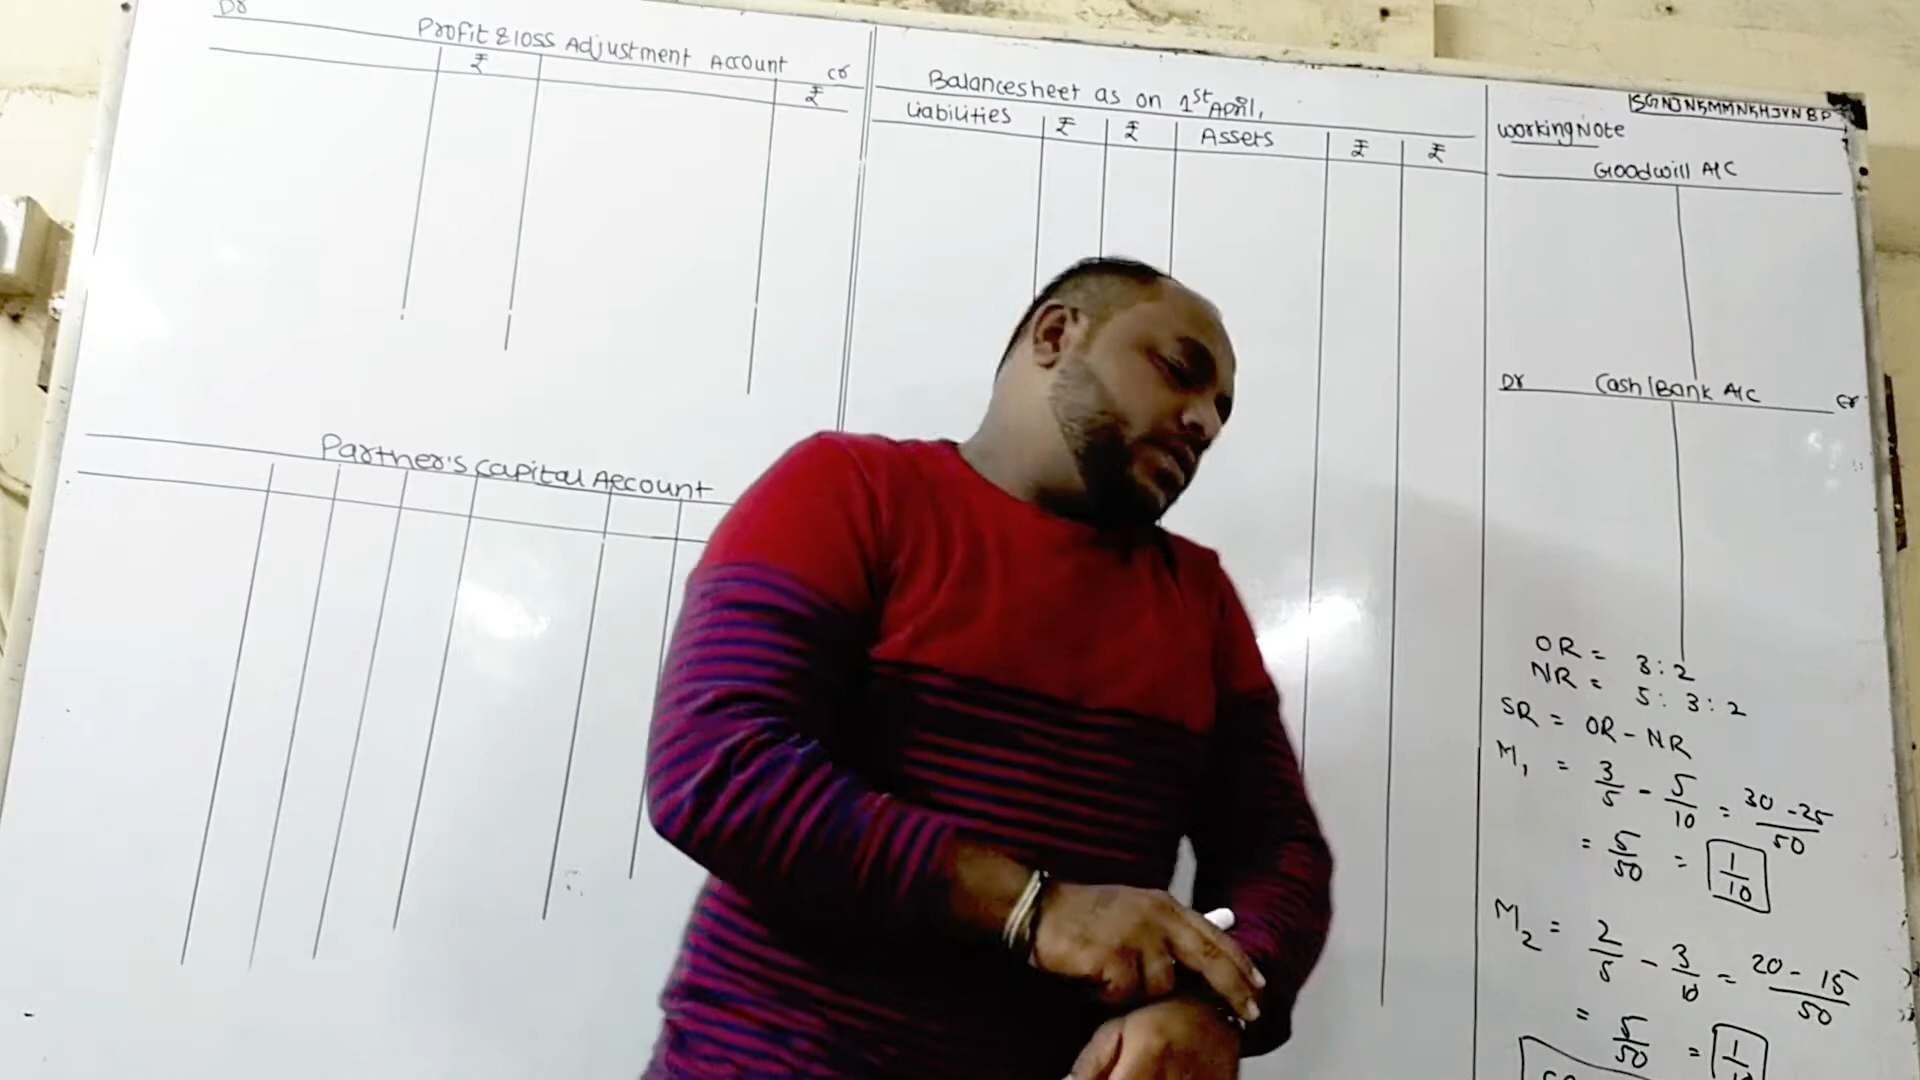 Dr
Profit & loss Adjustment Account Cr
₹ ₹
Partner's Capital Account
Balancesheet as on 1st April,
Liabilities ₹ ₹ Assets ₹ ₹
Working Note
Goodwill A/C
Dr Cash/Bank A/C Cr
OR = 3:2
NR = 5:3:2
SR = OR - NR
M1 = 3/5 - 5/10 = 30-25/50
= 5/50 = 1/10
M2 = 2/5 - 3/10 = 20-15/50
= 5/50 =